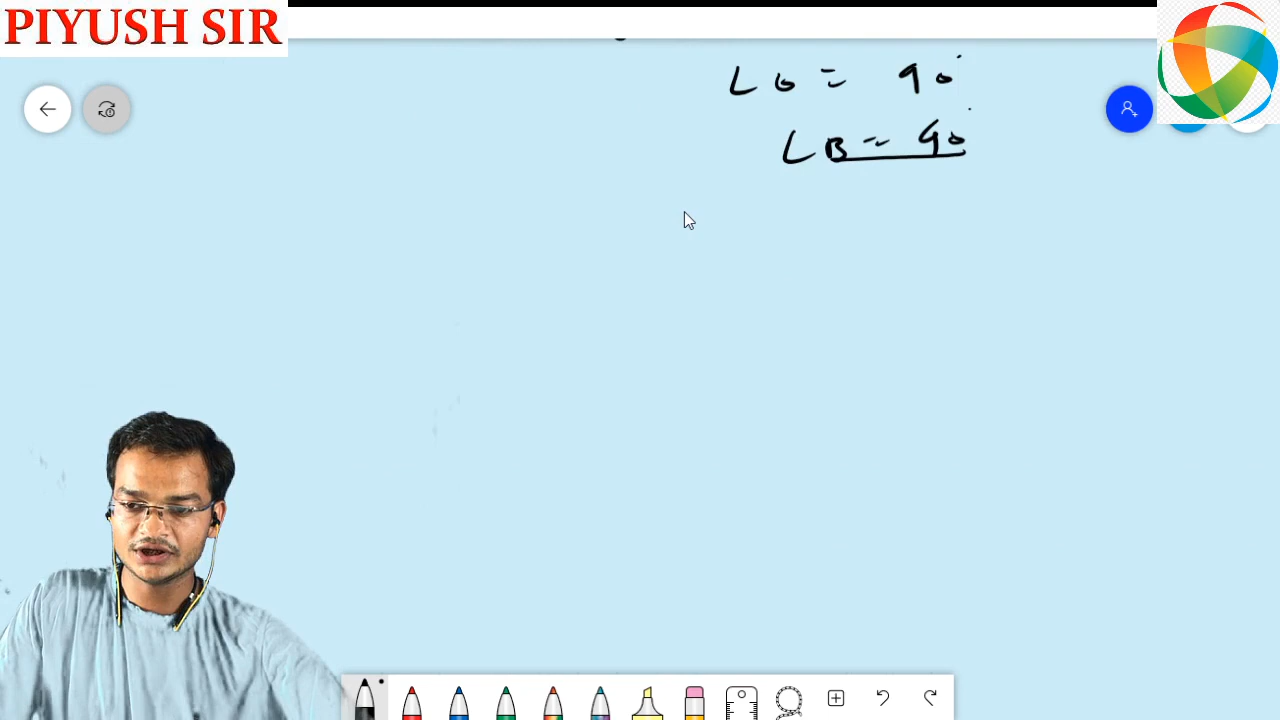 PIYUSH SIR
∠B = 90°
∠B = 90°